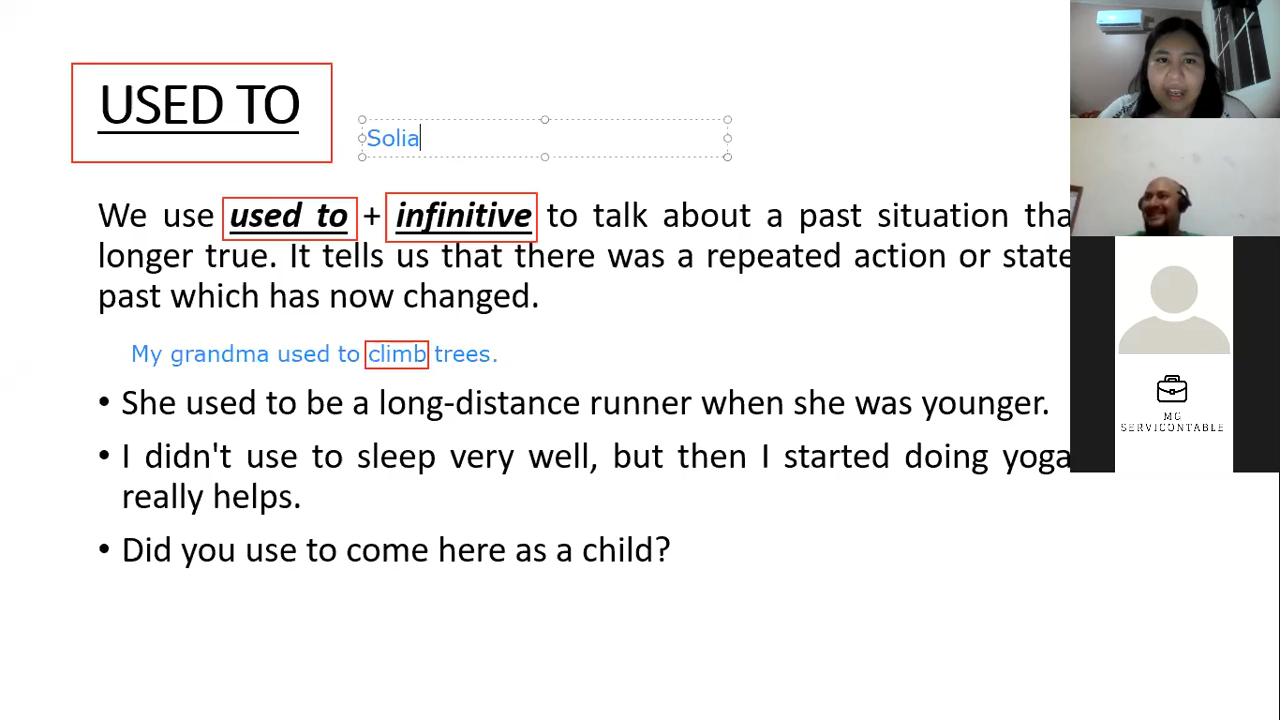 USED TO
Solia
We use used to + infinitive to talk about a past situation tha
longer true. It tells us that there was a repeated action or state
past which has now changed.
My grandma used to climb trees.
• She used to be a long-distance runner when she was younger.
• I didn't use to sleep very well, but then I started doing yoga
really helps.
• Did you use to come here as a child?
MG
SERVICONTABLE